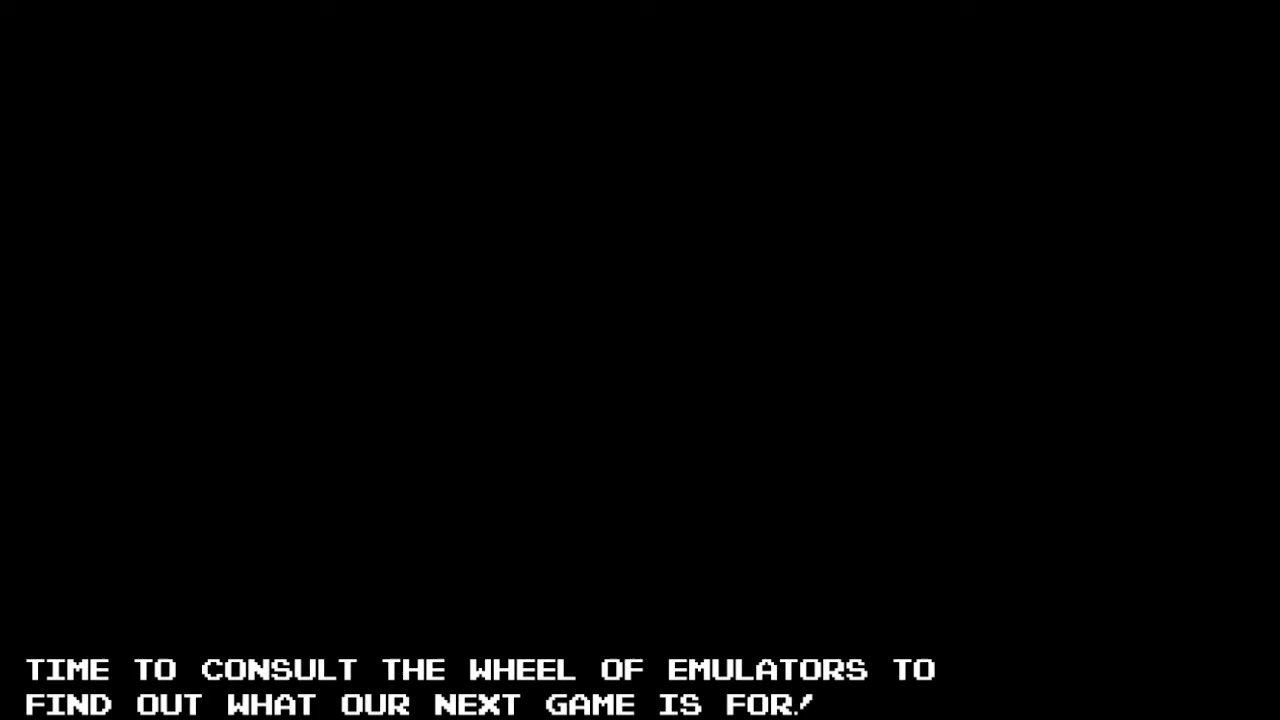 TIME TO CONSULT THE WHEEL OF EMULATORS TO
FIND OUT WHAT OUR NEXT GAME IS FOR!